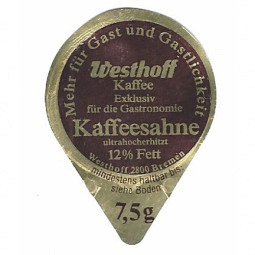 Mehr für Gast und Gastlichkeit
Westhoff
Kaffee
Exklusiv
für die Gastronomie
Kaffeesahne
ultrahocherhitzt
12% Fett
Westhoff 2800 Bremen
mindestens haltbar bis
siehe Boden
7,5g